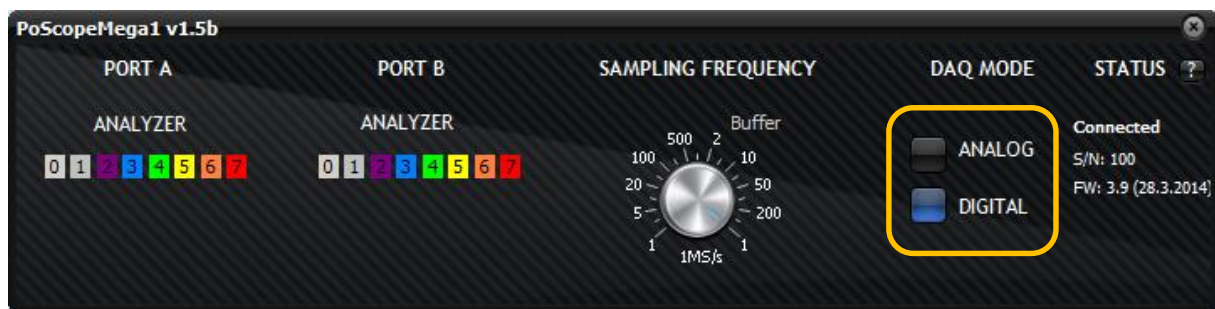 PoScopeMega1 v1.5b
PORT A
PORT B
SAMPLING FREQUENCY
DAQ MODE
STATUS ?
ANALYZER
0 1 2 3 4 5 6 7
ANALYZER
0 1 2 3 4 5 6 7
Buffer
500 2
100 10
20 50
5 200
1 1
1MS/s
ANALOG
DIGITAL
Connected
S/N: 100
FW: 3.9 (28.3.2014)